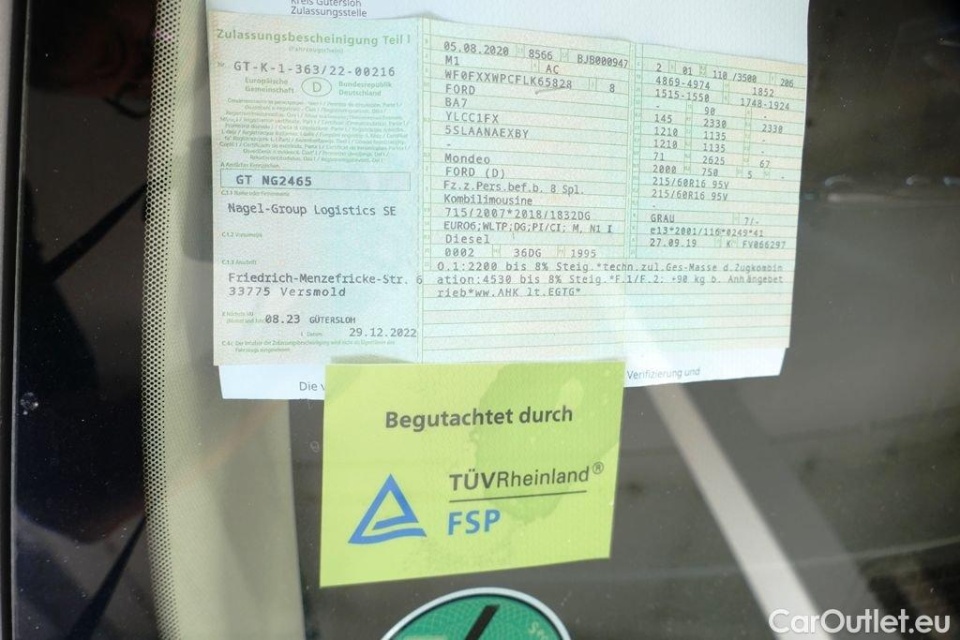 Kreis Gütersloh
Zulassungsstelle
Zulassungsbescheinigung Teil I
(Fahrzeugschein)
Nr. GT-K-1-363/22-00216
Europäische Gemeinschaft
D
Bundesrepublik Deutschland
GT NG2465
Nagel-Group Logistics SE
Friedrich-Menzefricke-Str. 6
33775 Versmold
08.23 GÜTERSLOH
29.12.2022
05.08.2020 8566 BJB000947
M1 AC
WF0FXXWPCFLK65828 8
FORD
BA7
YLCC1FX
5SLAANAEXBY
-
Mondeo
FORD (D)
Fz.z.Pers.bef.b. 8 Spl.
Kombilimousine
715/2007*2018/1832DG
EURO6;WLTP;DG;PI/CI; M, N1 I
Diesel
0002 36DG 1995
2 01 110 /3500 206
4869-4974 1852
1515-1550 1748-1924
- 90 -
145 2330 2330
1210 1135
1210 1135 -
71 2625 67
2000 750 5 -
215/60R16 95V
215/60R16 95V
-
GRAU 7/-
e13*2001/116*0249*41
27.09.19 K FV066297
O.1:2200 bis 8% Steig.*techn.zul.Ges-Masse d.Zugkombin
ation:4530 bis 8% Steig.*F.1/F.2: +90 kg b. Anhängebet
rieb*ww.AHK lt.EGTG*
Die v
Verifizierung und
Begutachtet durch
TÜVRheinland®
FSP
CarOutlet.eu